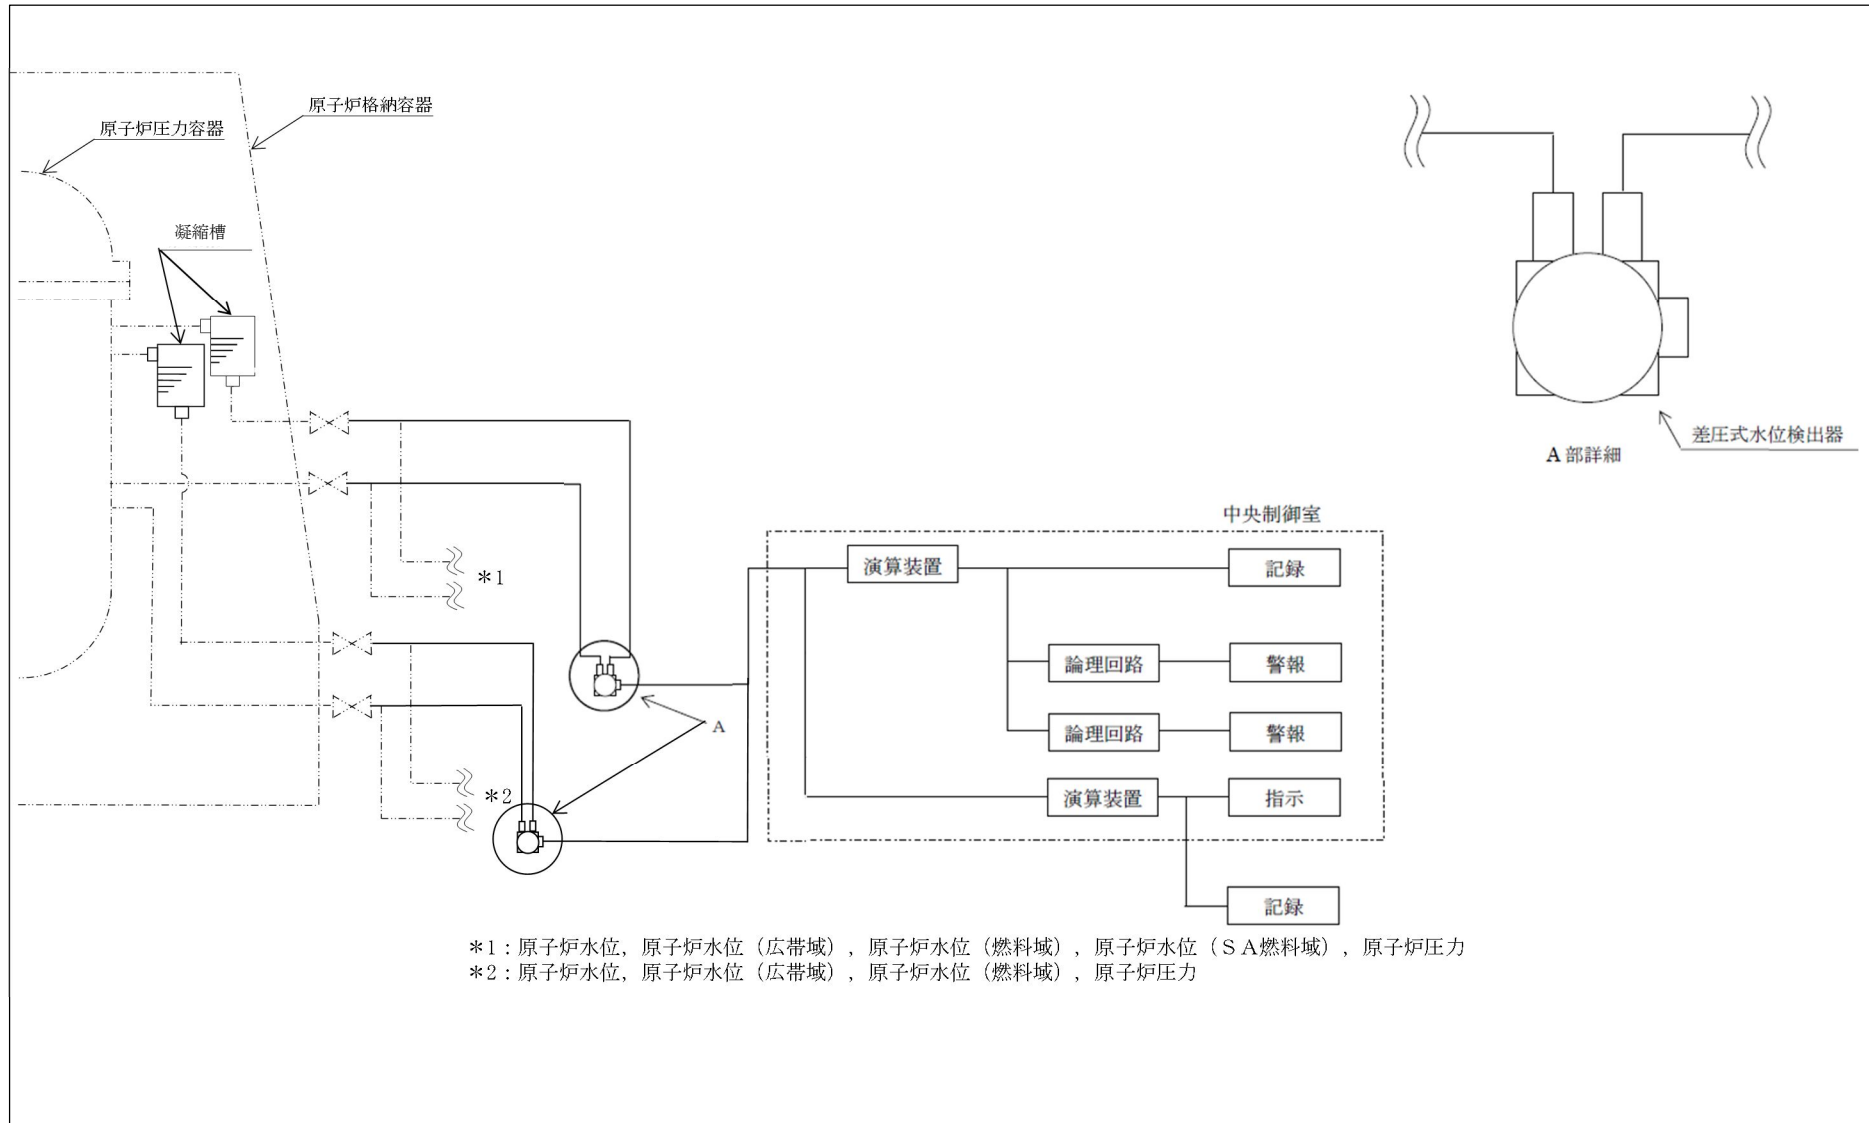 原子炉格納容器
原子炉圧力容器
凝縮槽
A部詳細
差圧式水位検出器
中央制御室
演算装置
記録
論理回路
警報
論理回路
警報
演算装置
指示
記録
*1
*2
A
*1:原子炉水位，原子炉水位（広帯域），原子炉水位（燃料域），原子炉水位（ＳＡ燃料域），原子炉圧力
*2:原子炉水位，原子炉水位（広帯域），原子炉水位（燃料域），原子炉圧力